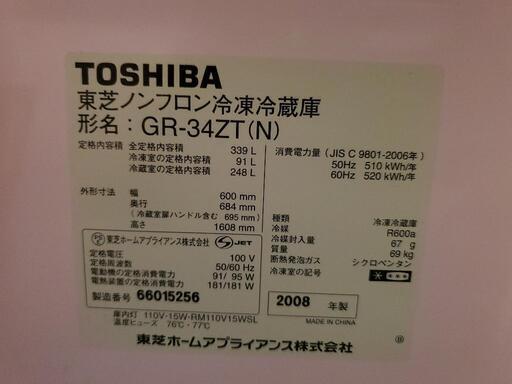 TOSHIBA
東芝ノンフロン冷凍冷蔵庫
形名：GR-34ZT(N)
定格内容積 全定格内容積 339 L
冷凍室の定格内容積 91 L
冷蔵室の定格内容積 248 L
外形寸法 幅 600 mm
奥行 684 mm
(冷蔵室扉ハンドル含む 695 mm)
高さ 1608 mm
消費電力量 (JIS C 9801-2006年)
50Hz 510 kWh/年
60Hz 520 kWh/年
種類 冷凍冷蔵庫
冷媒 R600a
冷媒封入量 67 g
質量 69 kg
断熱発泡ガス シクロペンタン
冷凍室の記号
PS E 東芝ホームアプライアンス株式会社 S JET
定格電圧 100 V
定格周波数 50/60 Hz
電動機の定格消費電力 91/ 95 W
電熱装置の定格消費電力 181/181 W
製造番号 66015256
2008 年製
MADE IN CHINA
庫内灯 110V·15W·RM110V15WSL
温度ヒューズ 76℃·77℃
東芝ホームアプライアンス株式会社